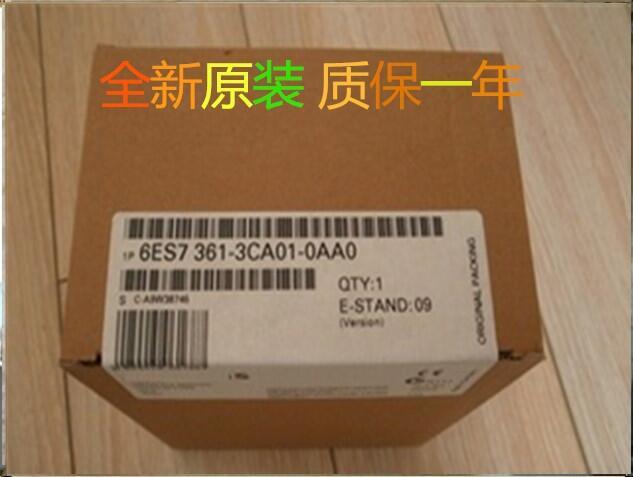 全新原装 质保一年
1P 6ES7 361-3CA01-0AA0
QTY:1
S C-A9W38746
E-STAND: 09
(Version)
ORIGINAL PACKING